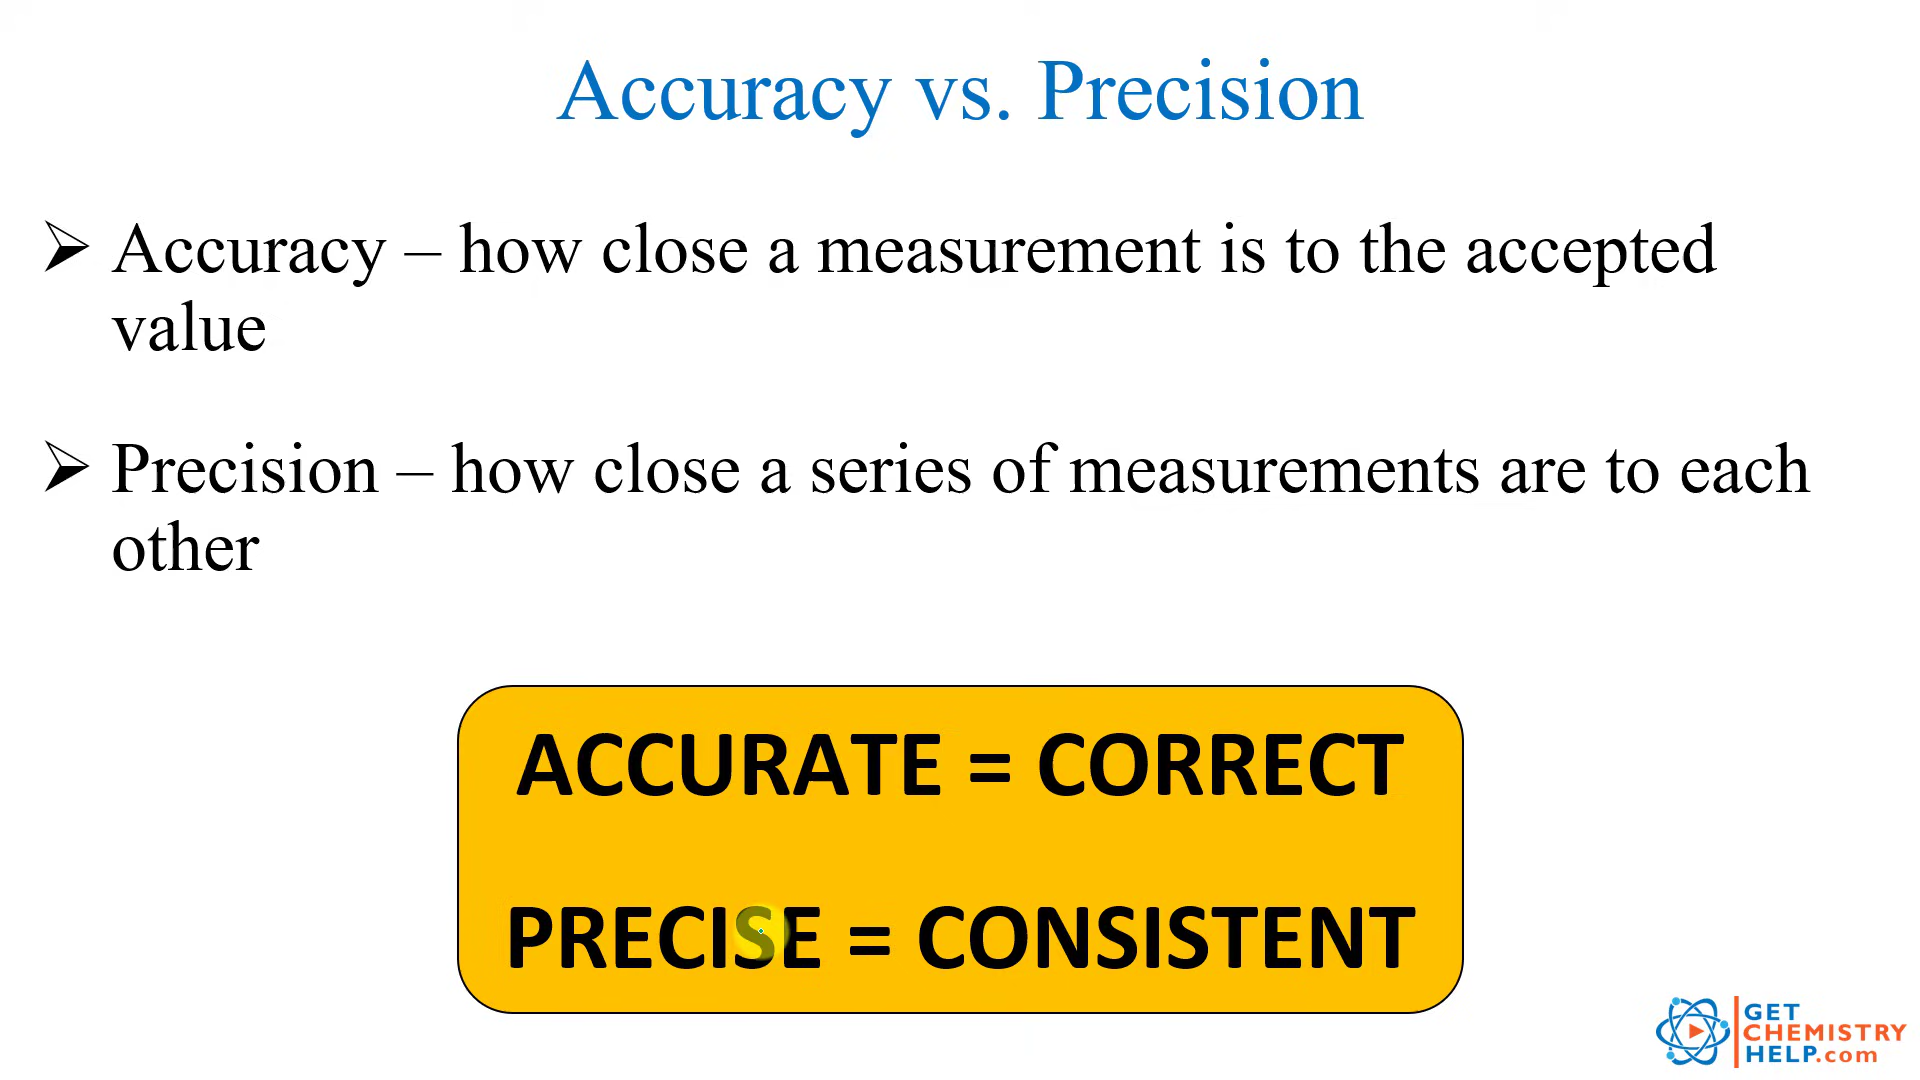 Accuracy vs. Precision
➢ Accuracy – how close a measurement is to the accepted
value
➢ Precision – how close a series of measurements are to each
other
ACCURATE = CORRECT
PRECISE = CONSISTENT
GET
CHEMISTRY
HELP.com